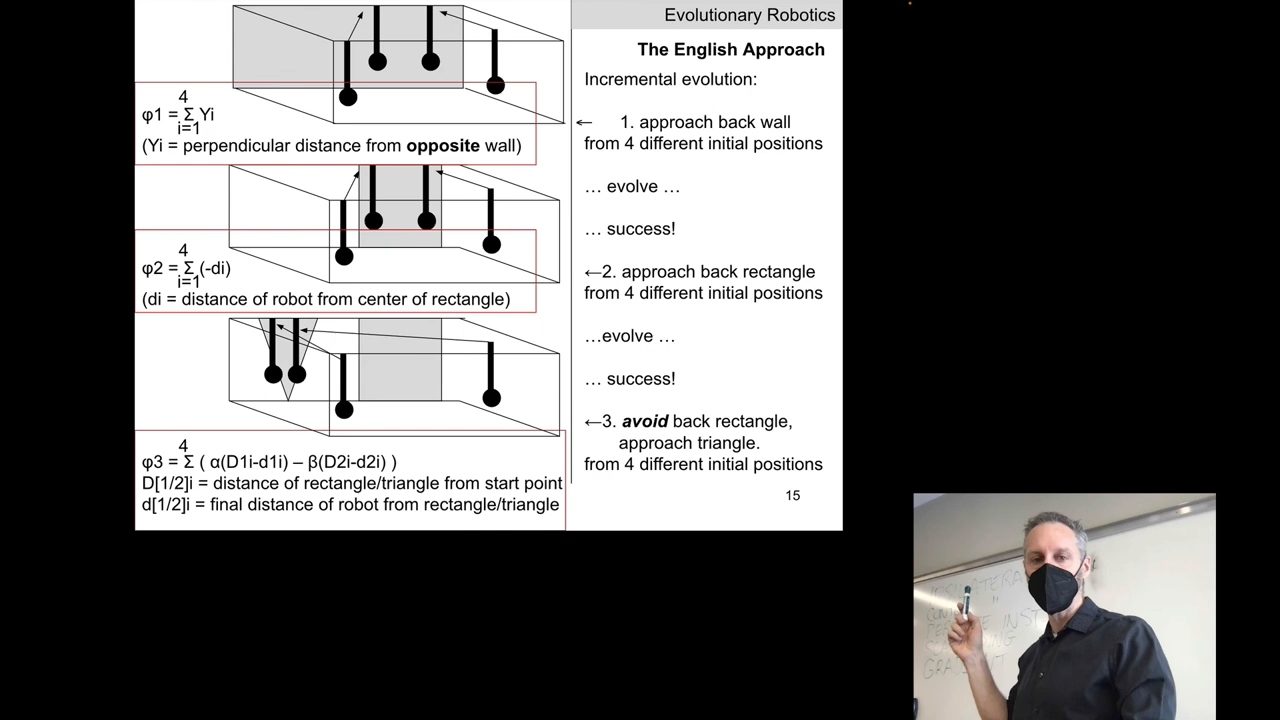 Evolutionary Robotics
The English Approach
Incremental evolution:
← 1. approach back wall
from 4 different initial positions
… evolve …
… success!
←2. approach back rectangle
from 4 different initial positions
…evolve …
… success!
←3. avoid back rectangle,
approach triangle.
from 4 different initial positions
15
4
φ1 = Σ Yi
i=1
(Yi = perpendicular distance from opposite wall)
4
φ2 = Σ (-di)
i=1
(di = distance of robot from center of rectangle)
4
φ3 = Σ ( α(D1i-d1i) – β(D2i-d2i) )
D[1/2]i = distance of rectangle/triangle from start point
d[1/2]i = final distance of robot from rectangle/triangle